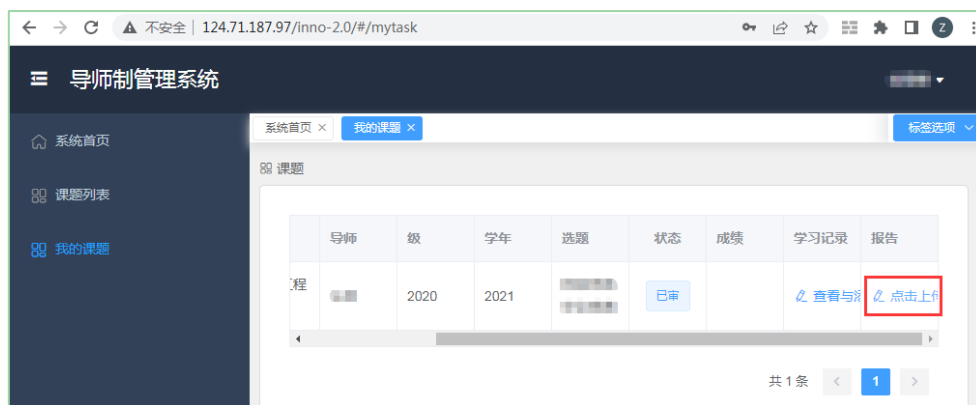 不安全 | 124.71.187.97/inno-2.0/#/mytask
Z
导师制管理系统
系统首页
课题列表
我的课题
系统首页 ×
我的课题 ×
标签选项
课题
导师 级 学年 选题 状态 成绩 学习记录 报告
程 2020 2021 已审 查看与 点击上传
共 1 条 < 1 >